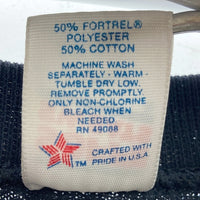 50% FORTREL®
POLYESTER
50% COTTON
MACHINE WASH
SEPARATELY - WARM -
TUMBLE DRY LOW.
REMOVE PROMPTLY.
ONLY NON-CHLORINE
BLEACH WHEN
NEEDED
RN 49088
CRAFTED WITH
PRIDE IN U.S.A.